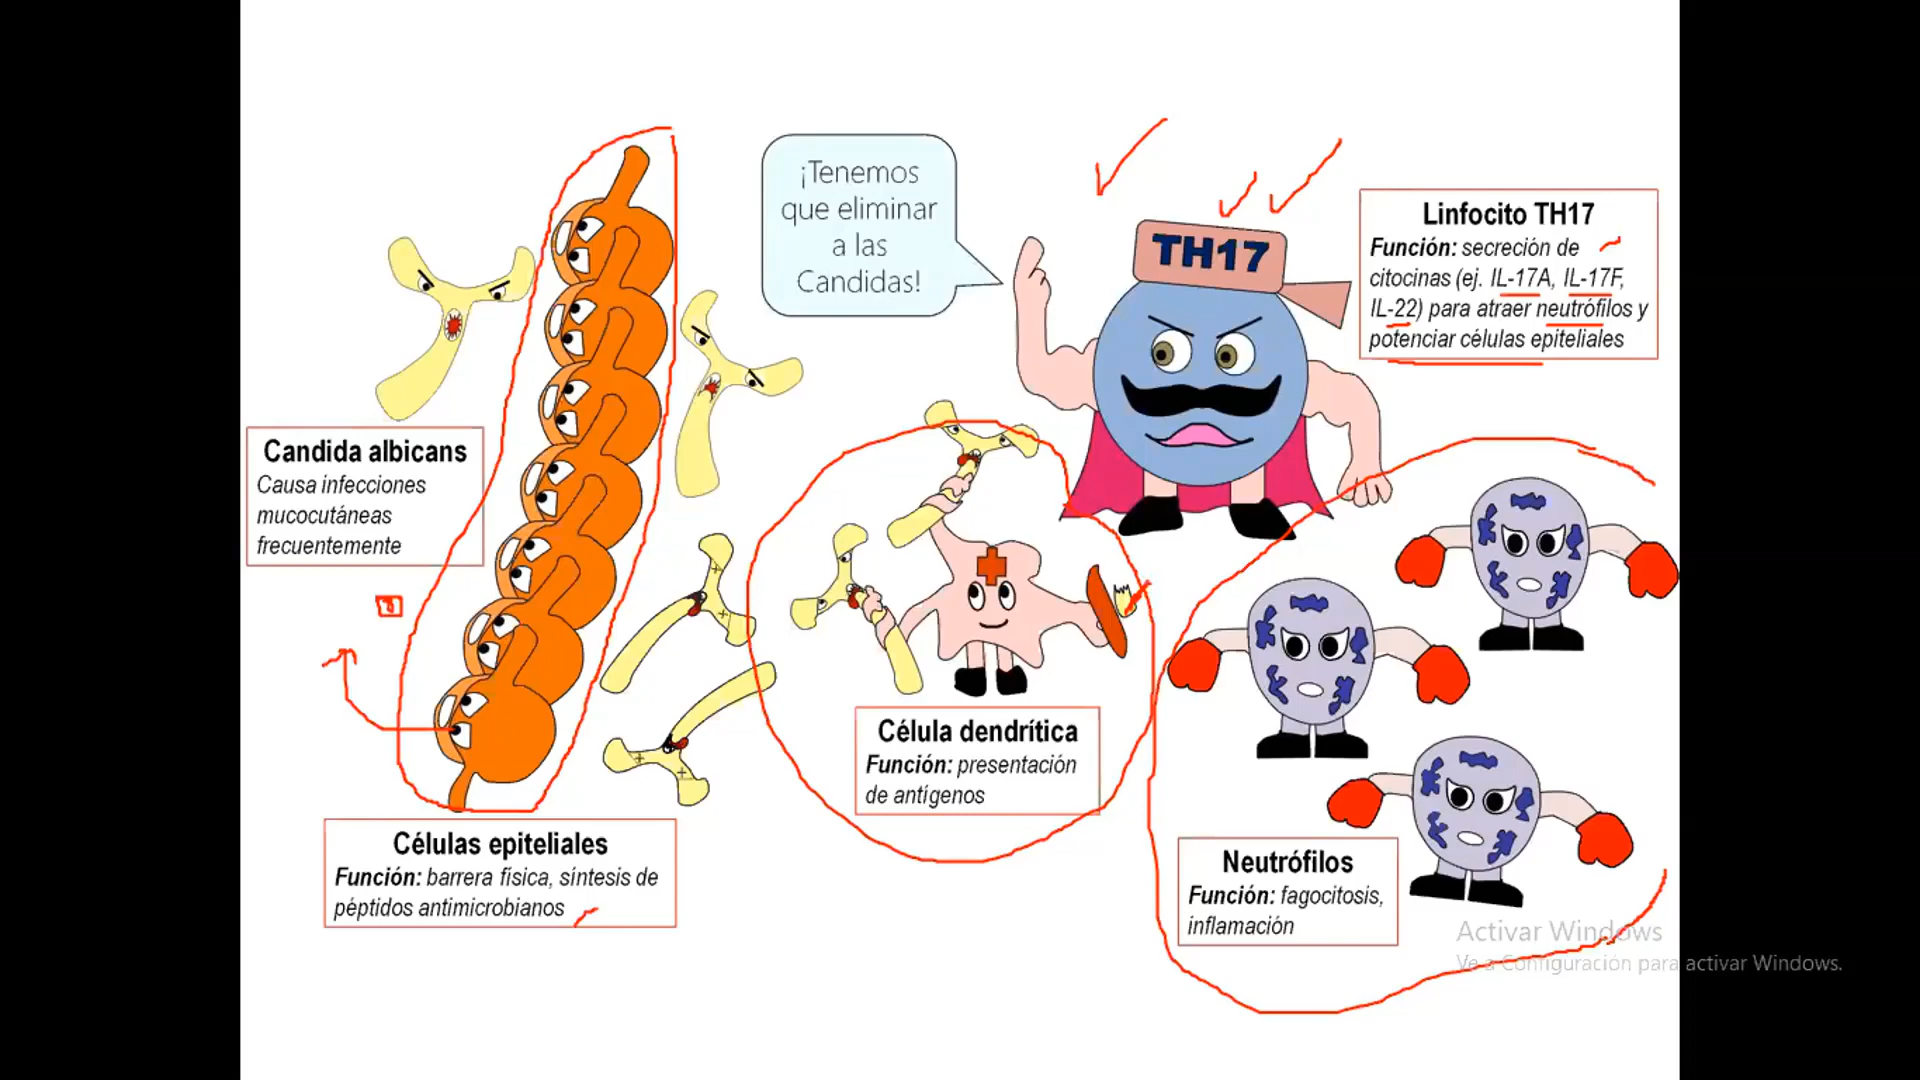 ¡Tenemos
que eliminar
a las
Candidas!
TH17
Linfocito TH17
Función: secreción de
citocinas (ej. IL-17A, IL-17F,
IL-22) para atraer neutrófilos y
potenciar células epiteliales
Candida albicans
Causa infecciones
mucocutáneas
frecuentemente
Célula dendrítica
Función: presentación
de antígenos
Células epiteliales
Función: barrera física, síntesis de
péptidos antimicrobianos
Neutrófilos
Función: fagocitosis,
inflamación
Activar Windows
Ve a Configuración para activar Windows.